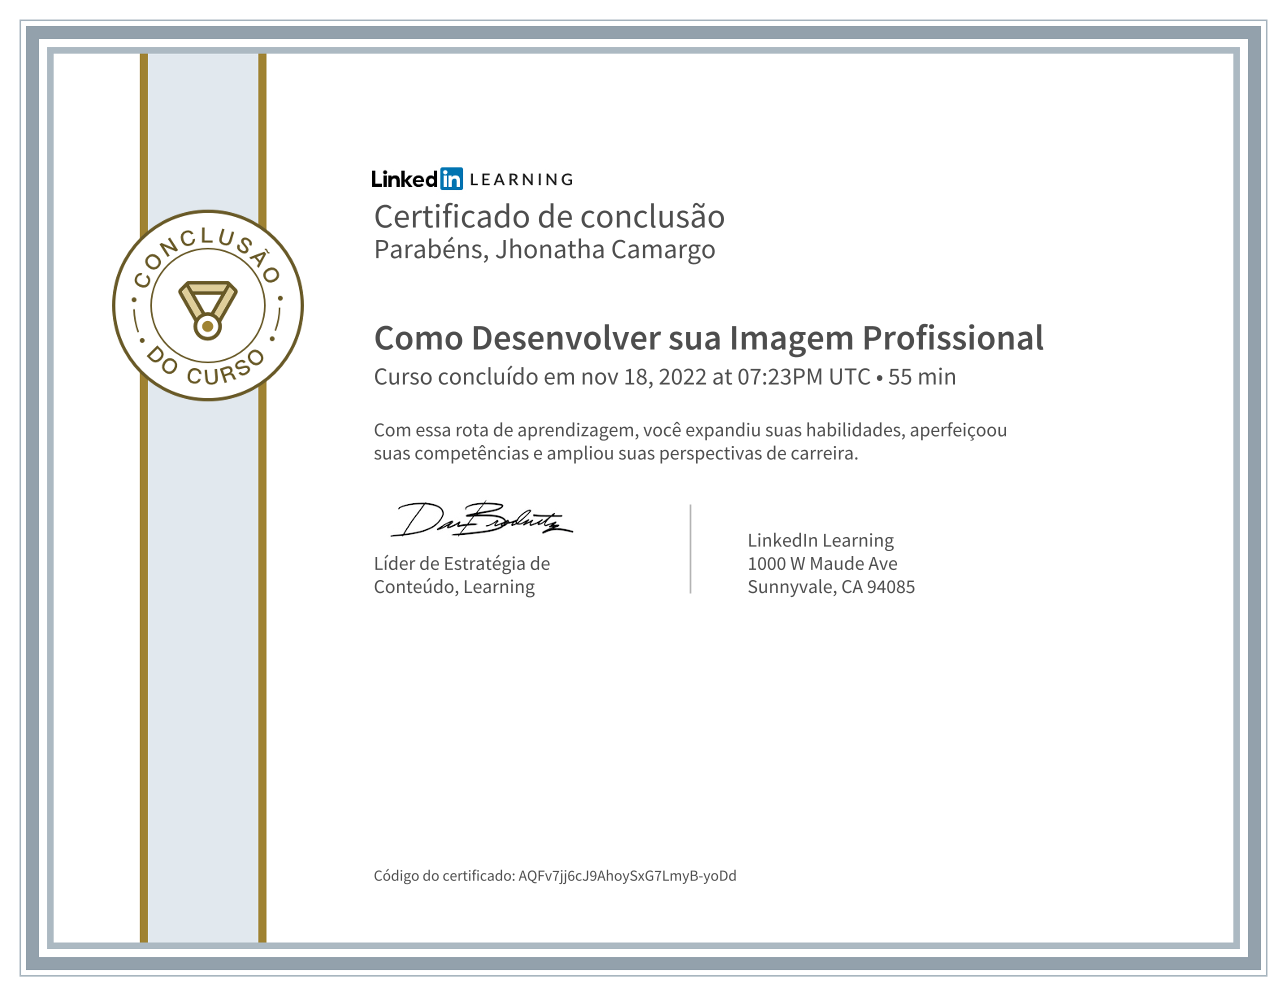 CONCLUSÃO
DO CURSO
Linked in LEARNING
Certificado de conclusão
Parabéns, Jhonatha Camargo
Como Desenvolver sua Imagem Profissional
Curso concluído em nov 18, 2022 at 07:23PM UTC • 55 min
Com essa rota de aprendizagem, você expandiu suas habilidades, aperfeiçoou
suas competências e ampliou suas perspectivas de carreira.
Líder de Estratégia de
Conteúdo, Learning
LinkedIn Learning
1000 W Maude Ave
Sunnyvale, CA 94085
Código do certificado: AQFv7jj6cJ9AhoySxG7LmyB-yoDd